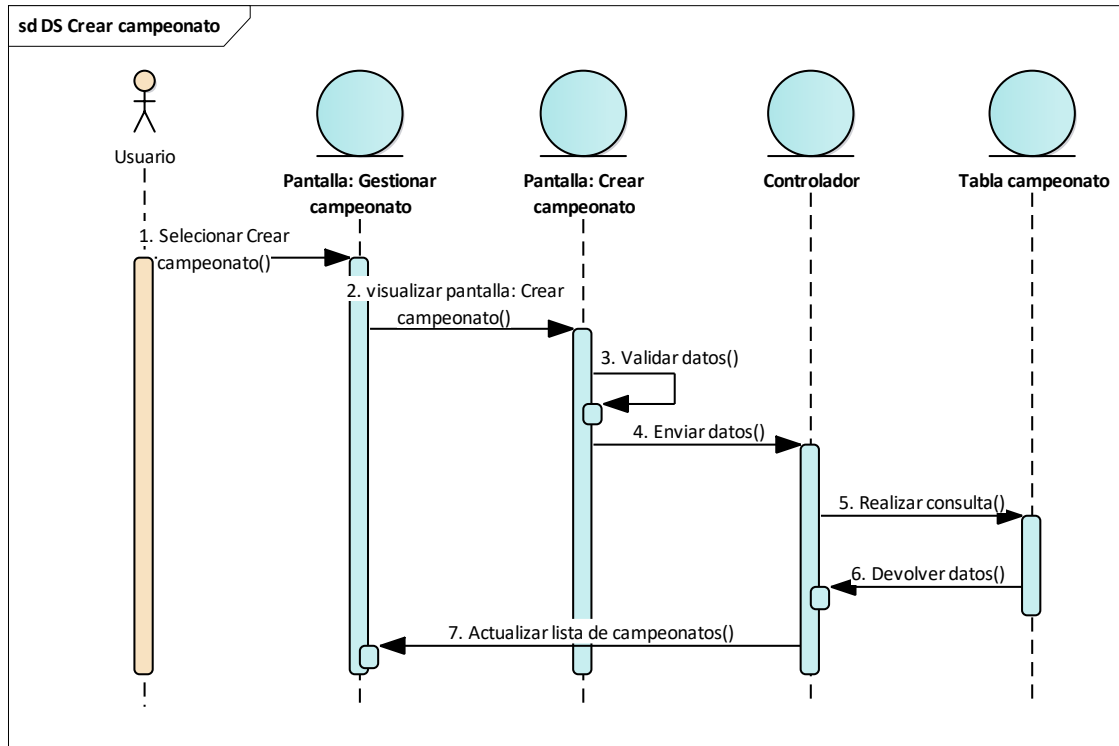 sd DS Crear campeonato
Usuario
Pantalla: Gestionar
campeonato
Pantalla: Crear
campeonato
Controlador
Tabla campeonato
1. Selecionar Crear
campeonato()
2. visualizar pantalla: Crear
campeonato()
3. Validar datos()
4. Enviar datos()
5. Realizar consulta()
6. Devolver datos()
7. Actualizar lista de campeonatos()